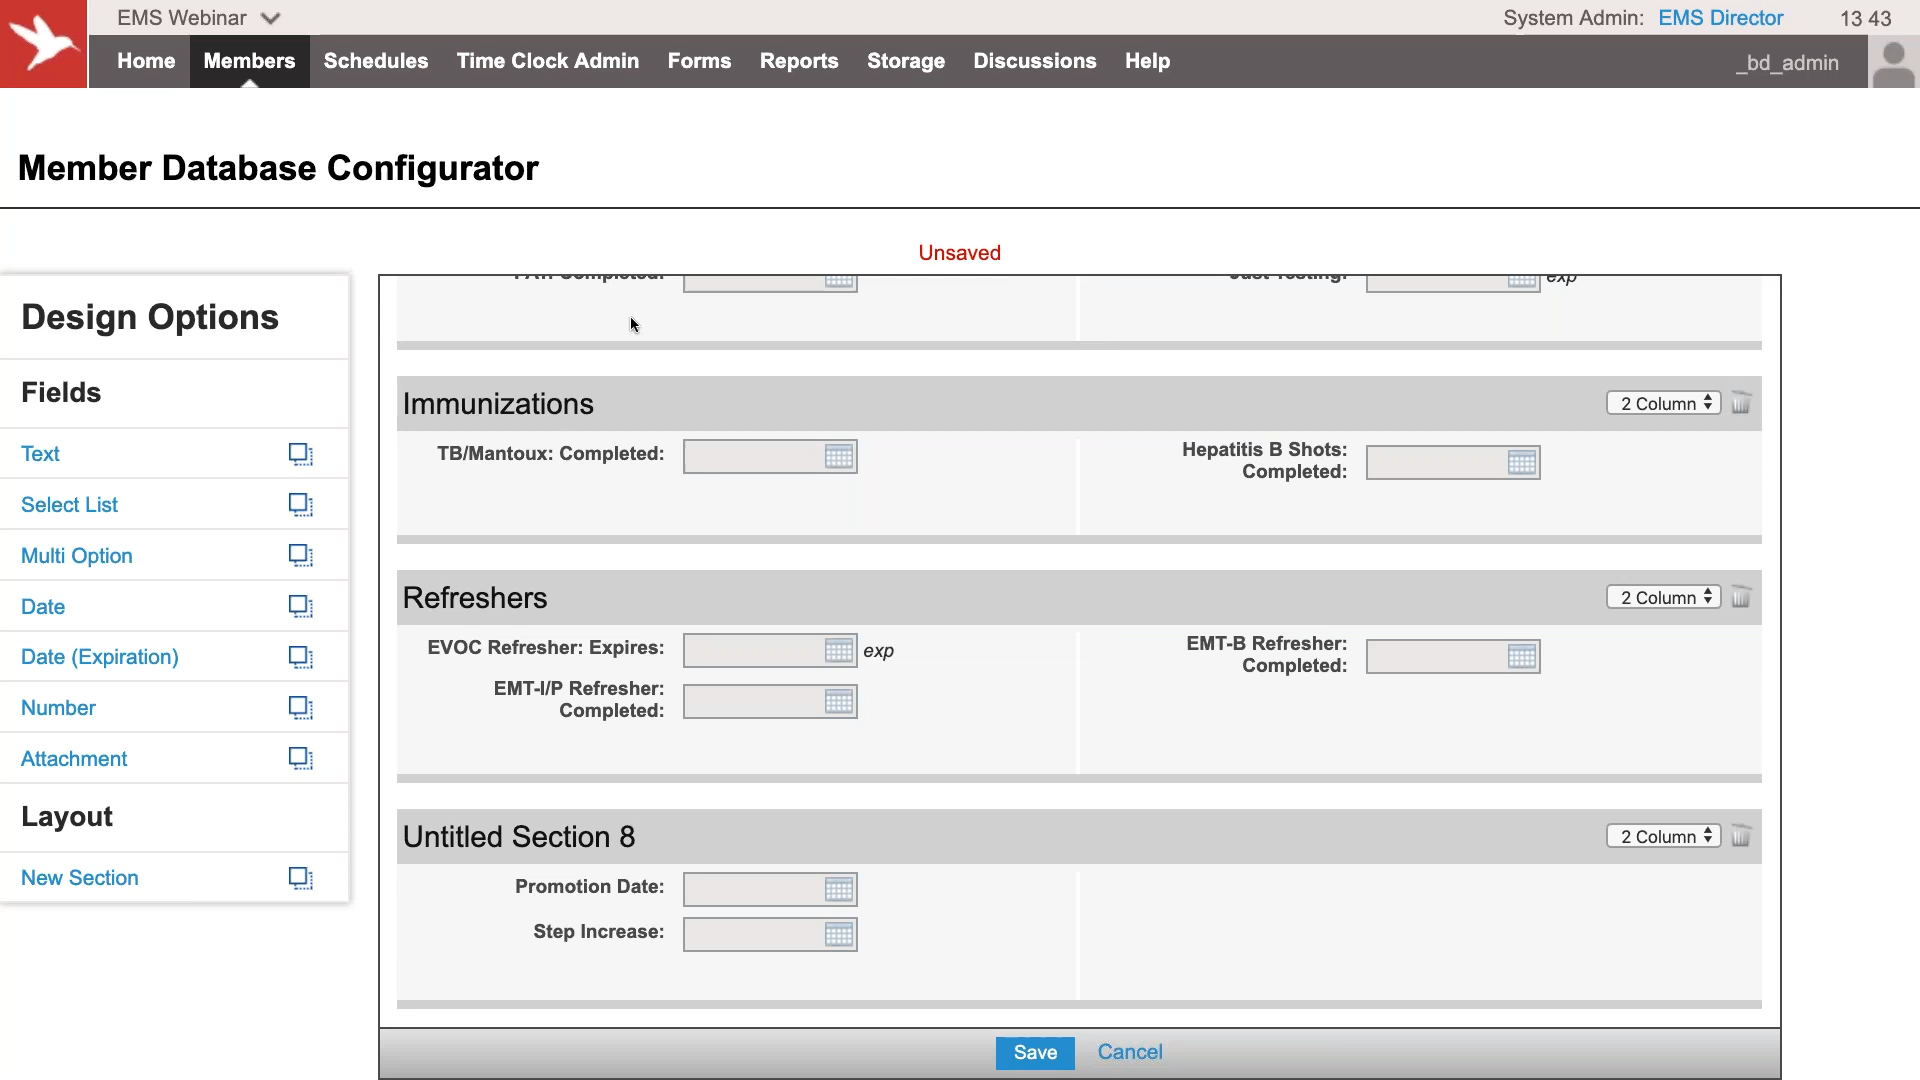 EMS Webinar
System Admin: EMS Director 13 43
Home Members Schedules Time Clock Admin Forms Reports Storage Discussions Help
_bd_admin
Member Database Configurator
Unsaved
Design Options
Fields
Text
Select List
Multi Option
Date
Date (Expiration)
Number
Attachment
Layout
New Section
Completed:
Just Testing: exp
Immunizations 2 Column
TB/Mantoux: Completed:
Hepatitis B Shots:
Completed:
Refreshers 2 Column
EVOC Refresher: Expires: exp
EMT-B Refresher:
Completed:
EMT-I/P Refresher:
Completed:
Untitled Section 8 2 Column
Promotion Date:
Step Increase:
Save Cancel